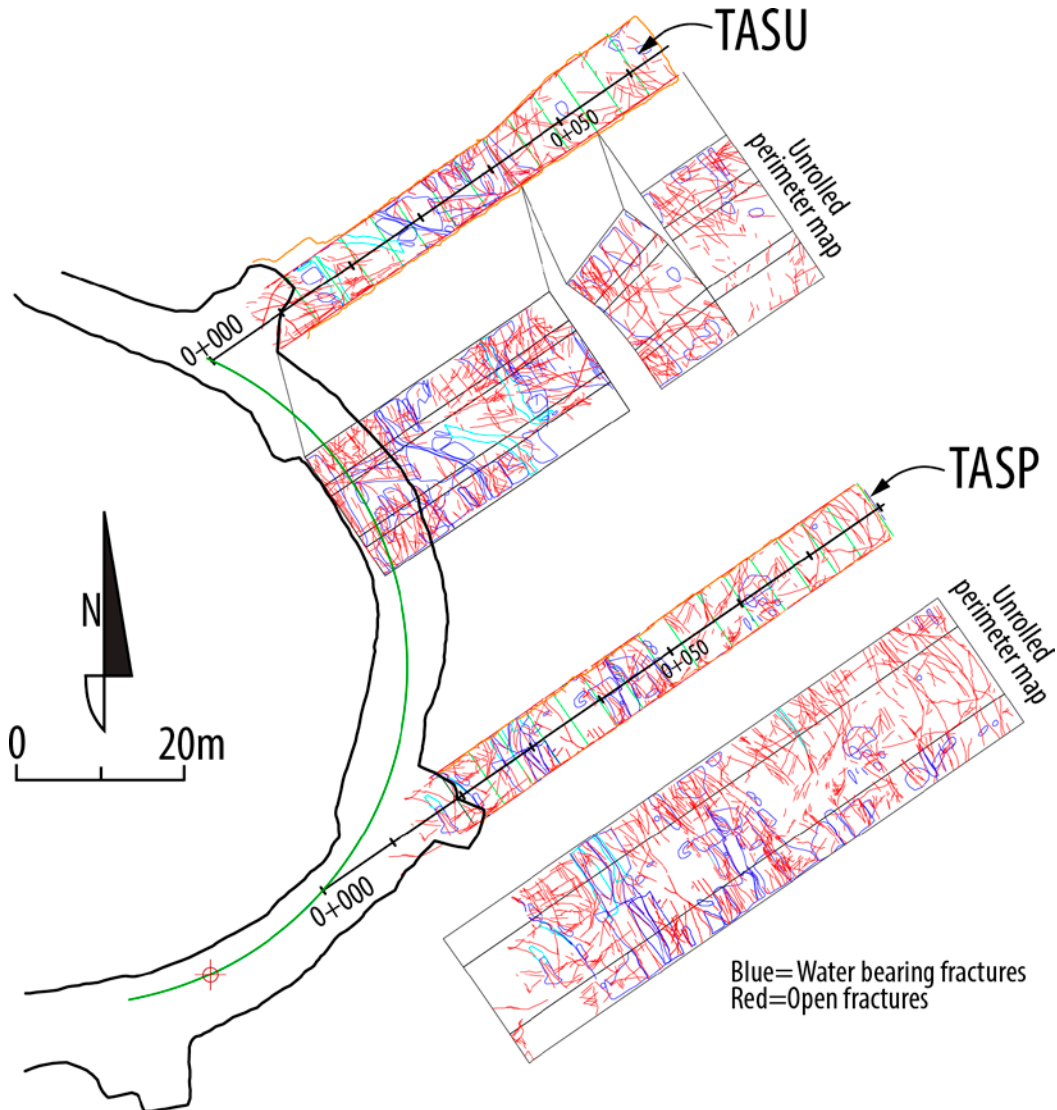 TASU
0+050
Unrolled
perimeter map
0+000
TASP
N
0+050
Unrolled
perimeter map
0 20m
0+000
Blue= Water bearing fractures
Red=Open fractures